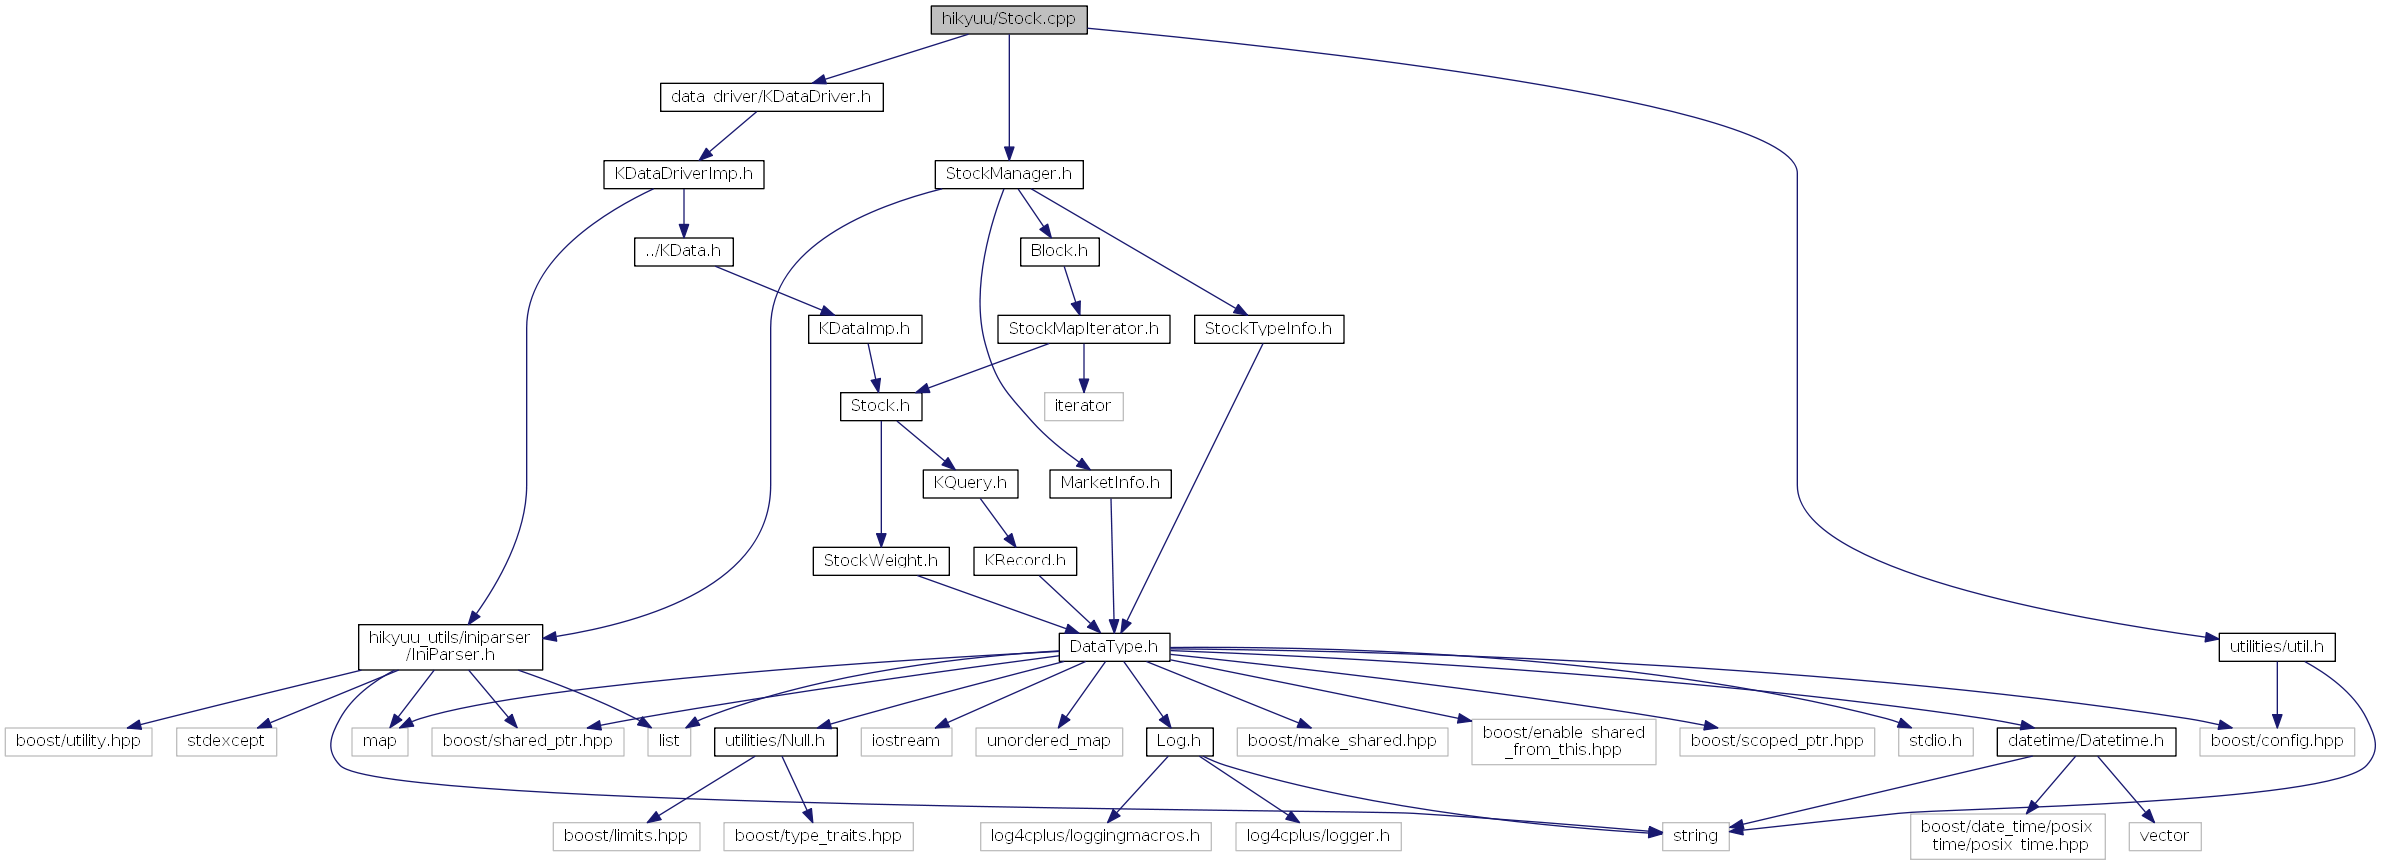 hikyuu/Stock.cpp
data_driver/KDataDriver.h
KDataDriverImp.h
StockManager.h
../KData.h
Block.h
KDataImp.h
StockMapIterator.h
StockTypeInfo.h
Stock.h
iterator
KQuery.h
MarketInfo.h
StockWeight.h
KRecord.h
hikyuu_utils/iniparser
/IniParser.h
DataType.h
utilities/util.h
boost/utility.hpp
stdexcept
map
boost/shared_ptr.hpp
list
utilities/Null.h
iostream
unordered_map
Log.h
boost/make_shared.hpp
boost/enable_shared
_from_this.hpp
boost/scoped_ptr.hpp
stdio.h
datetime/Datetime.h
boost/config.hpp
boost/limits.hpp
boost/type_traits.hpp
log4cplus/loggingmacros.h
log4cplus/logger.h
string
boost/date_time/posix
_time/posix_time.hpp
vector